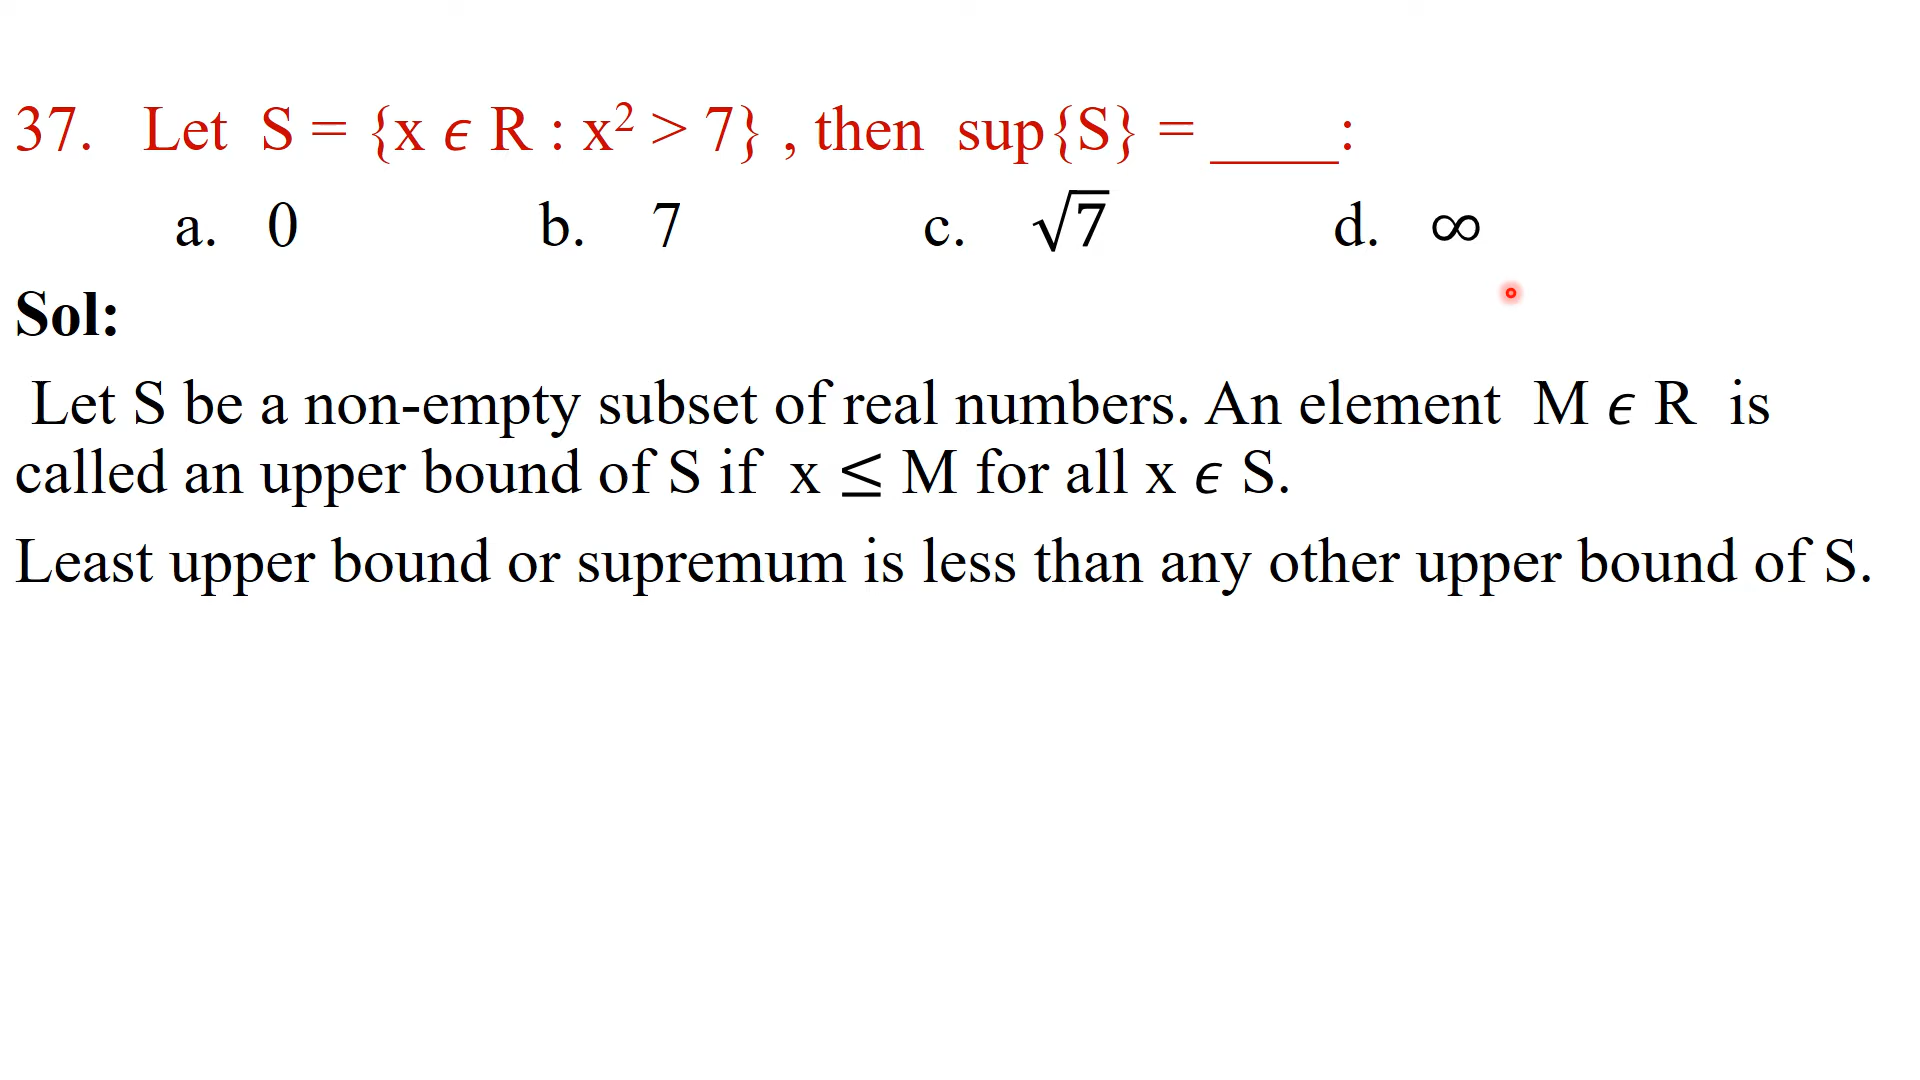 37. Let S = {x ϵ R : x² > 7} , then sup{S} = ____:
a. 0 b. 7 c. √7 d. ∞
Sol:
Let S be a non-empty subset of real numbers. An element M ϵ R is
called an upper bound of S if x ≤ M for all x ϵ S.
Least upper bound or supremum is less than any other upper bound of S.